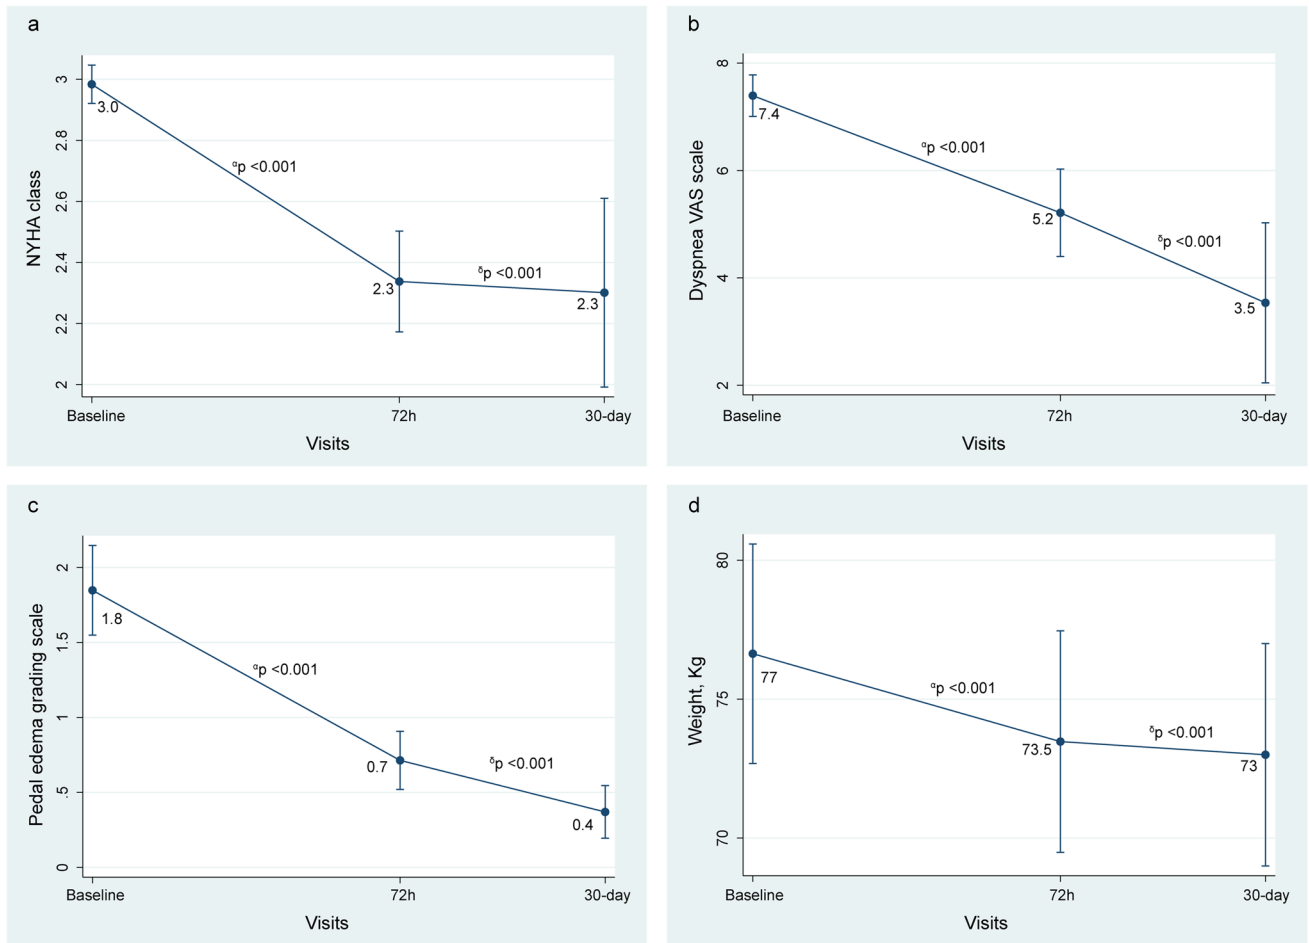 a
NYHA class
3
2.8
2.6
2.4
2.2
2
3.0
αp <0.001
2.3
δp <0.001
2.3
Baseline 72h 30-day
Visits
b
Dyspnea VAS scale
8
6
4
2
7.4
αp <0.001
5.2
δp <0.001
3.5
Baseline 72h 30-day
Visits
c
Pedal edema grading scale
2
1.5
1
.5
0
1.8
αp <0.001
0.7
δp <0.001
0.4
Baseline 72h 30-day
Visits
d
Weight, Kg
80
75
70
77
αp <0.001
73.5
δp <0.001
73
Baseline 72h 30-day
Visits